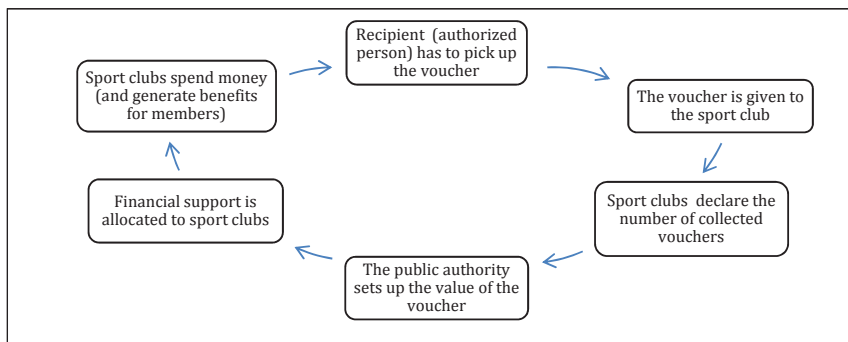 Recipient (authorized
person) has to pick up
the voucher
The voucher is given to
the sport club
Sport clubs declare the
number of collected
vouchers
The public authority
sets up the value of the
voucher
Financial support is
allocated to sport clubs
Sport clubs spend money
(and generate benefits
for members)